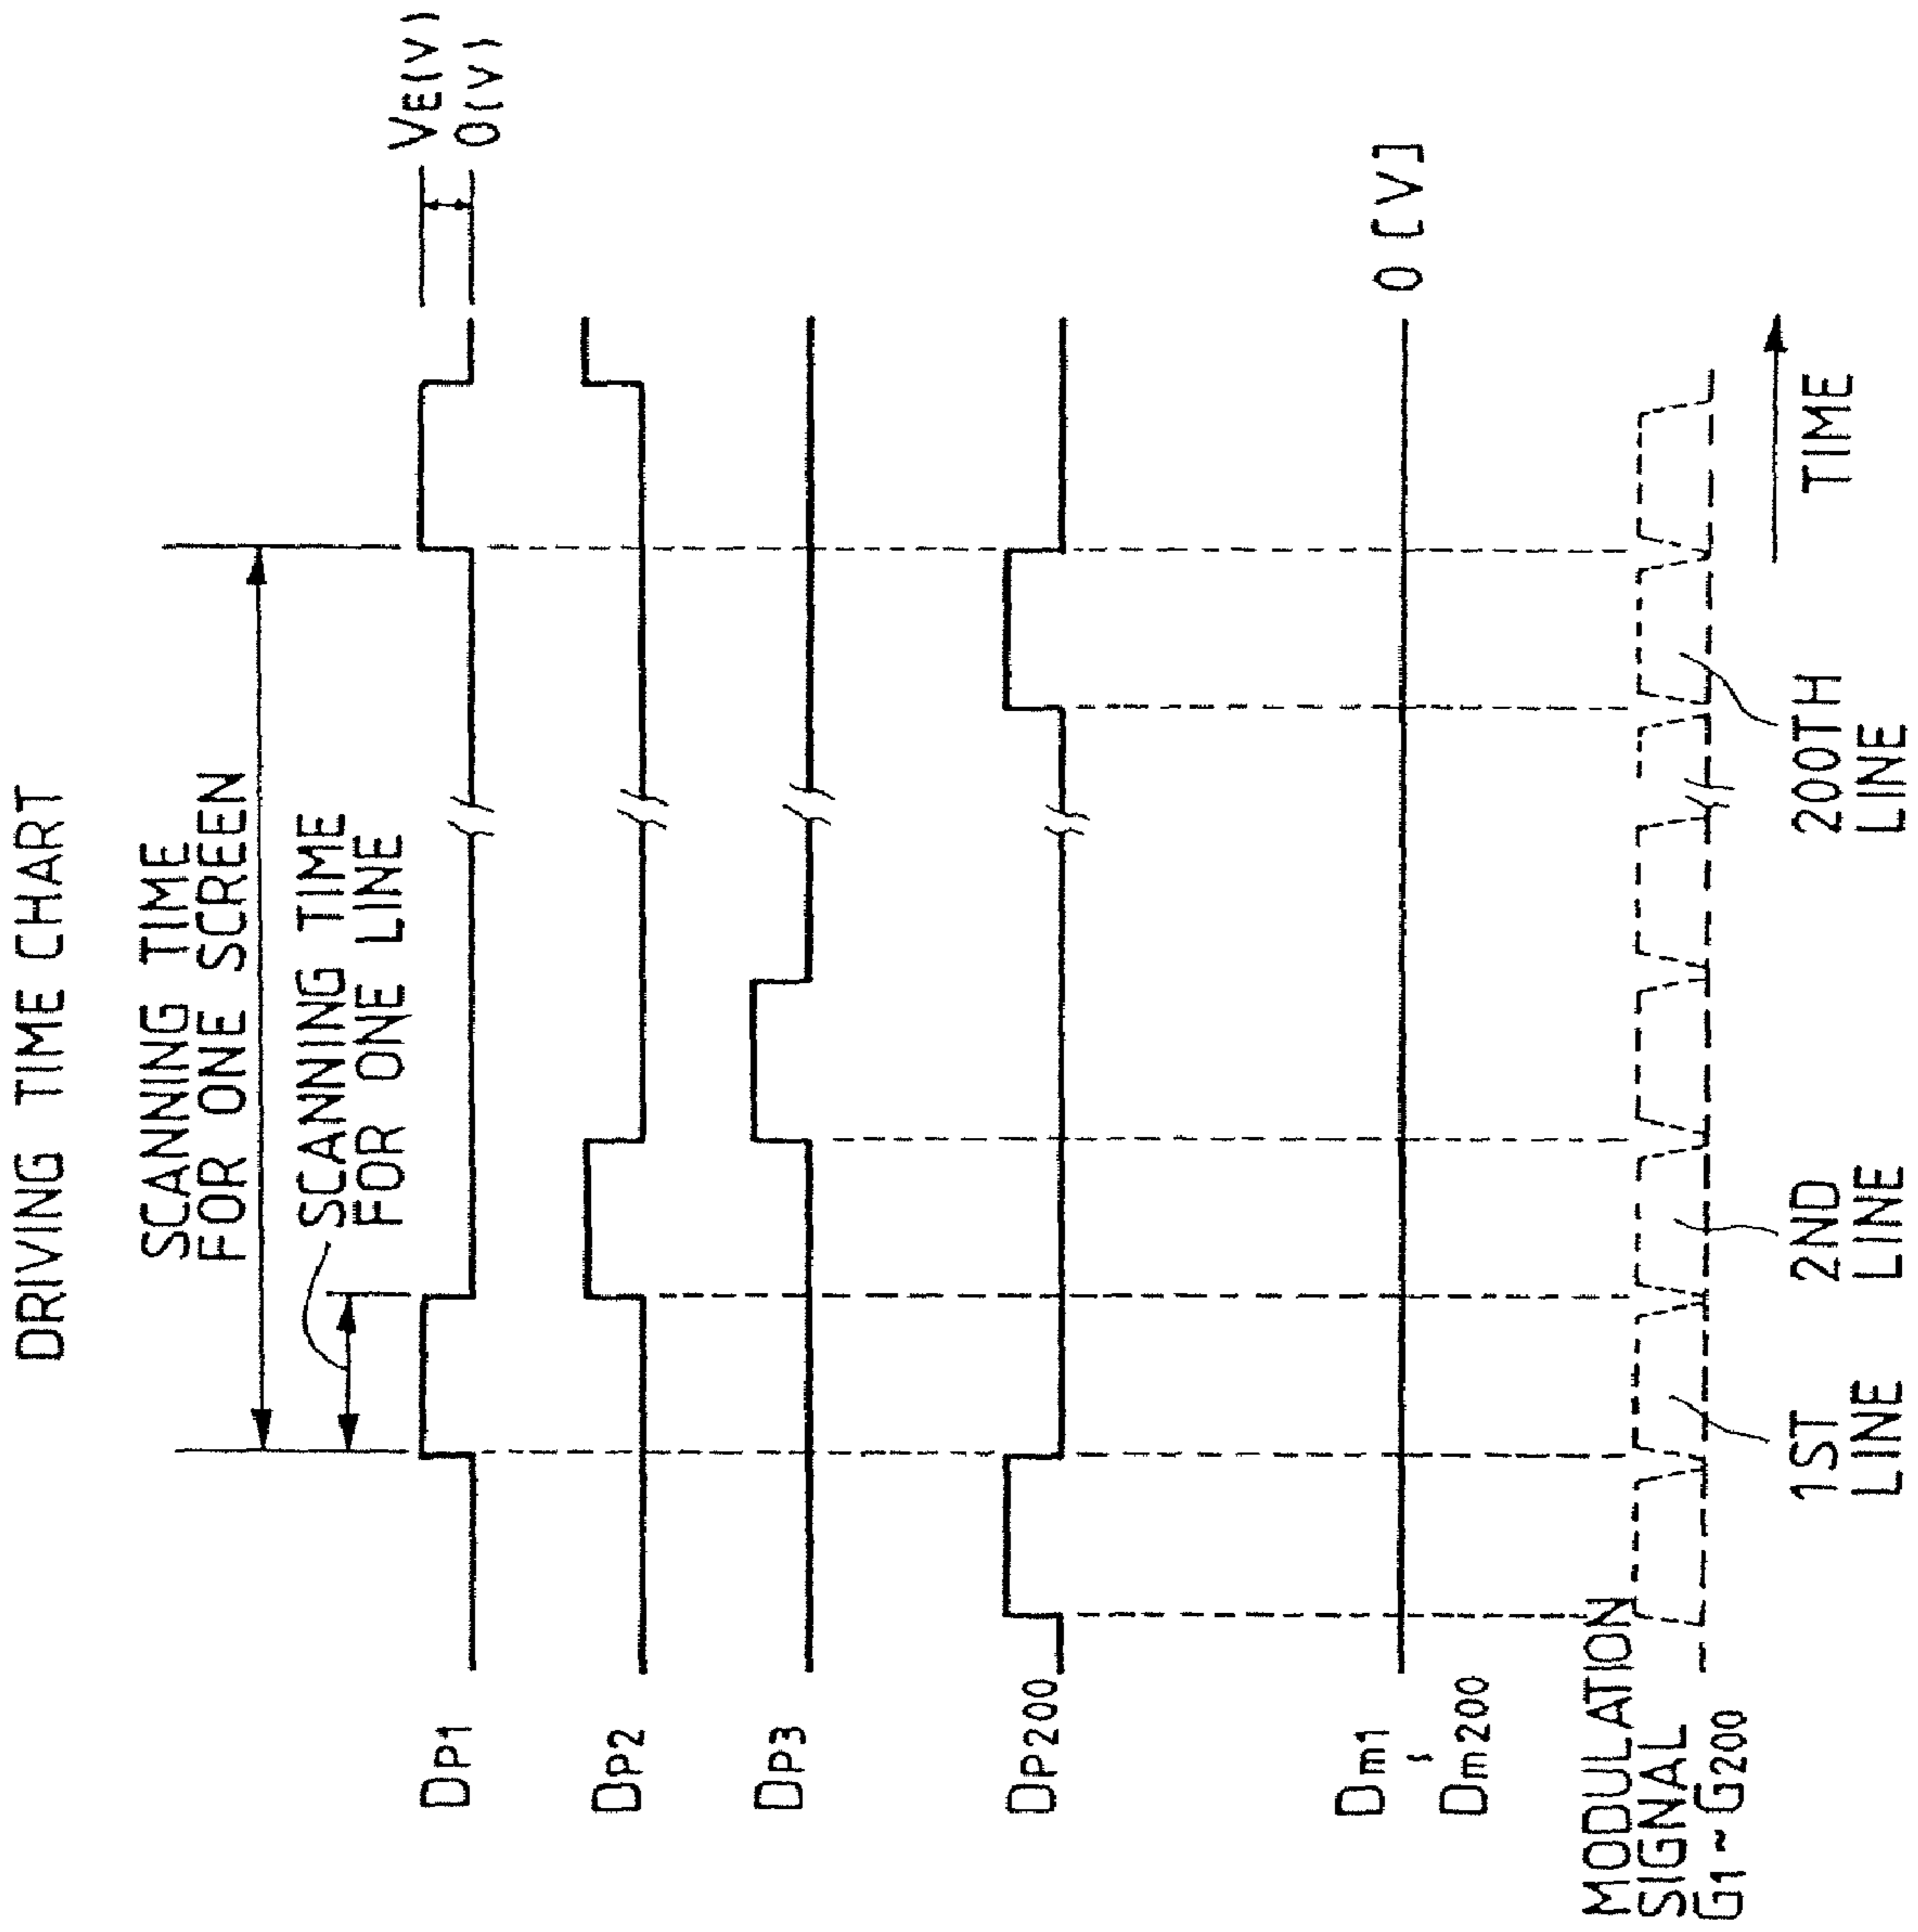 DRIVING TIME CHART
SCANNING TIME
FOR ONE SCREEN
SCANNING TIME
FOR ONE LINE
DP1
VE(V)
0(V)
DP2
DP3
DP200
Dm1
~
Dm200
0 [V]
MODULATION
SIGNAL
G1~G200
1ST
LINE
2ND
LINE
200TH
LINE
TIME